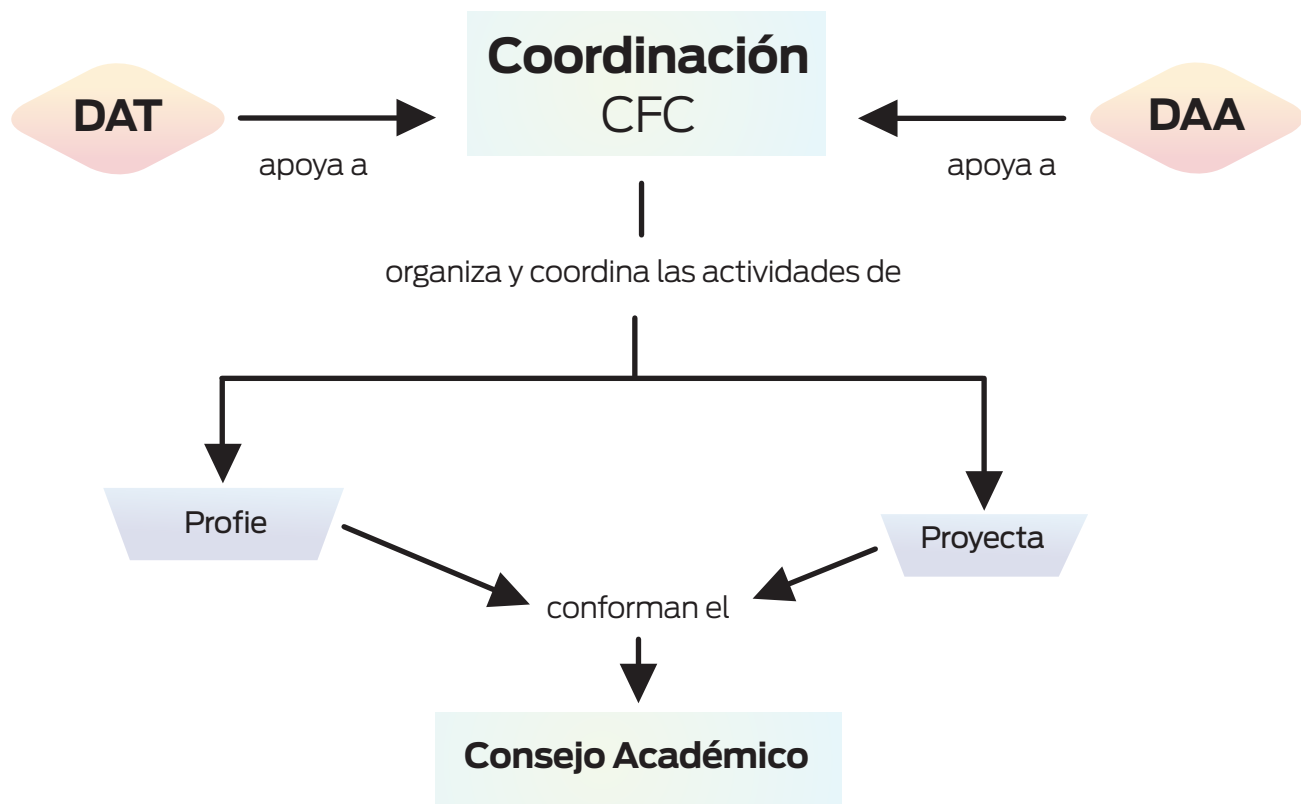 Coordinación
CFC
DAT
DAA
apoya a
apoya a
organiza y coordina las actividades de
Profie
Proyecta
conforman el
Consejo Académico